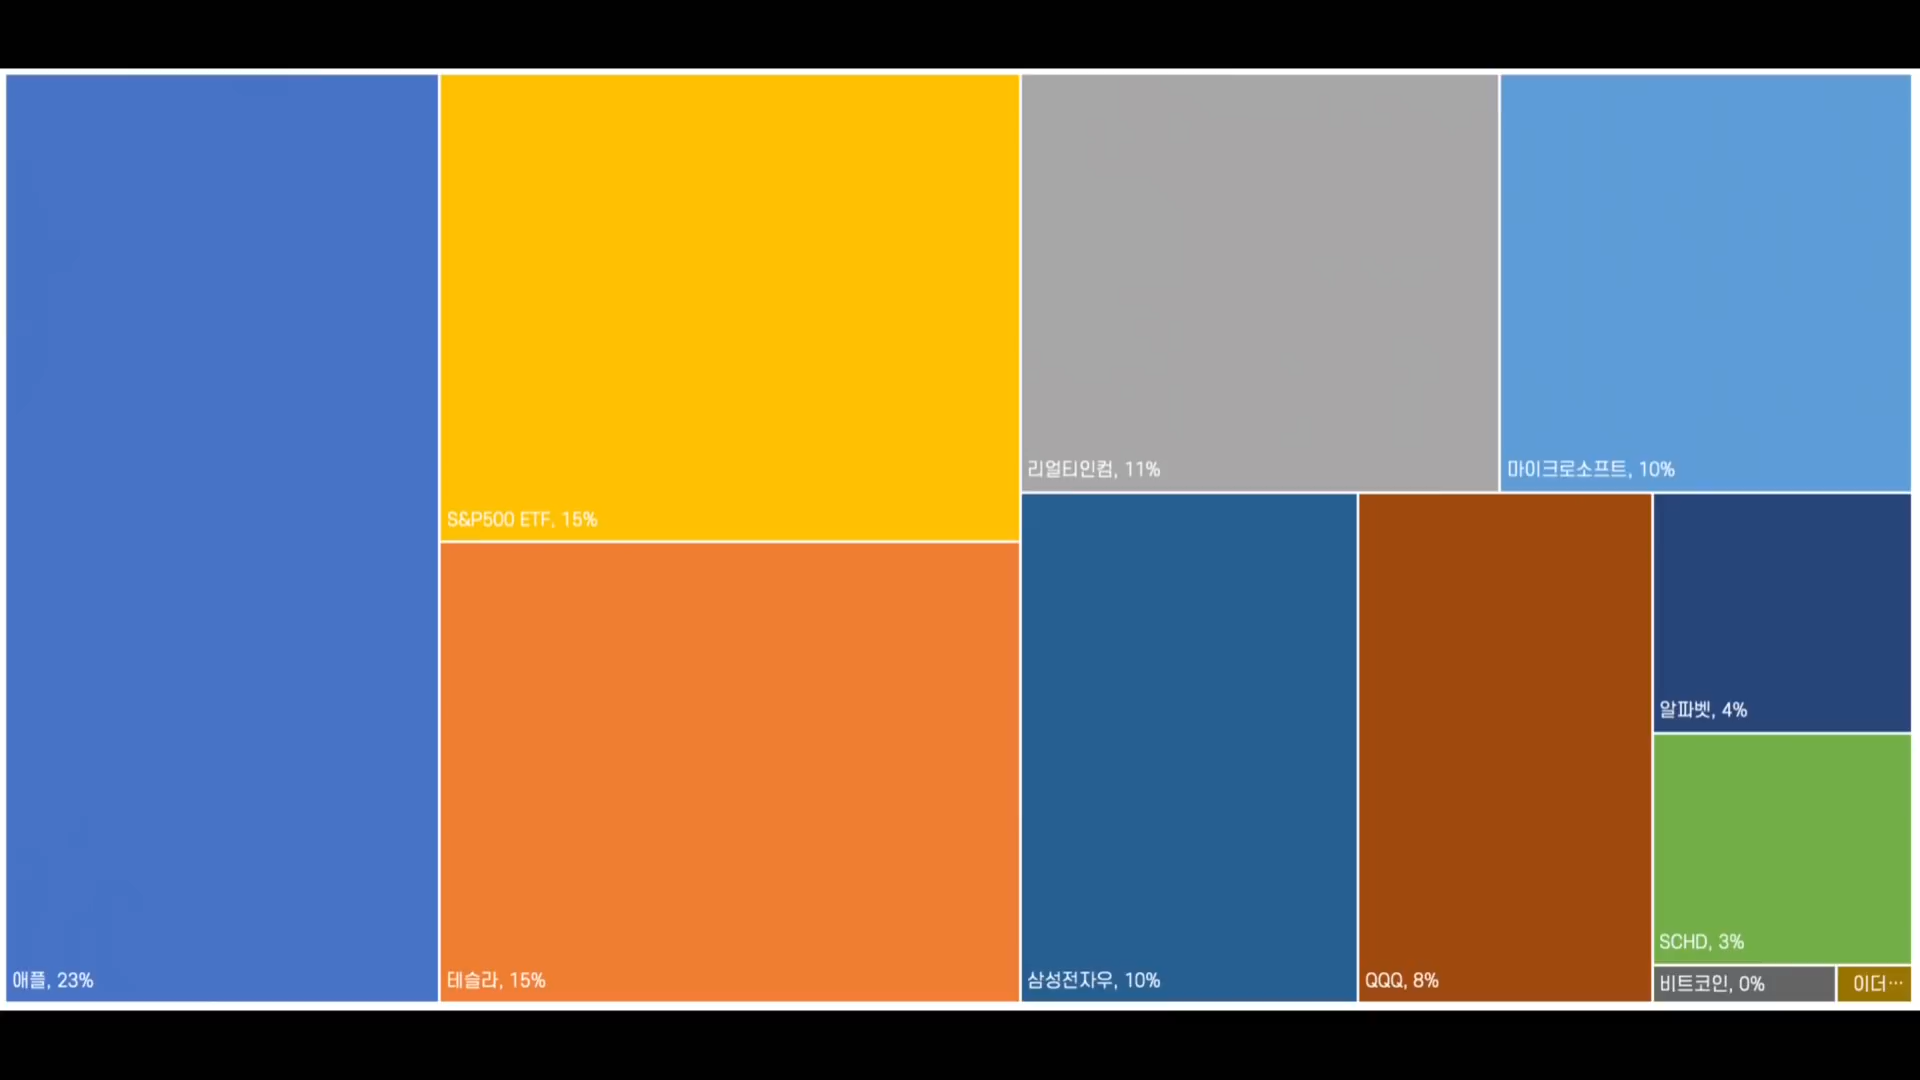 애플, 23%
S&P500 ETF, 15%
테슬라, 15%
리얼티인컴, 11%
마이크로소프트, 10%
삼성전자우, 10%
QQQ, 8%
알파벳, 4%
SCHD, 3%
비트코인, 0%
이더…